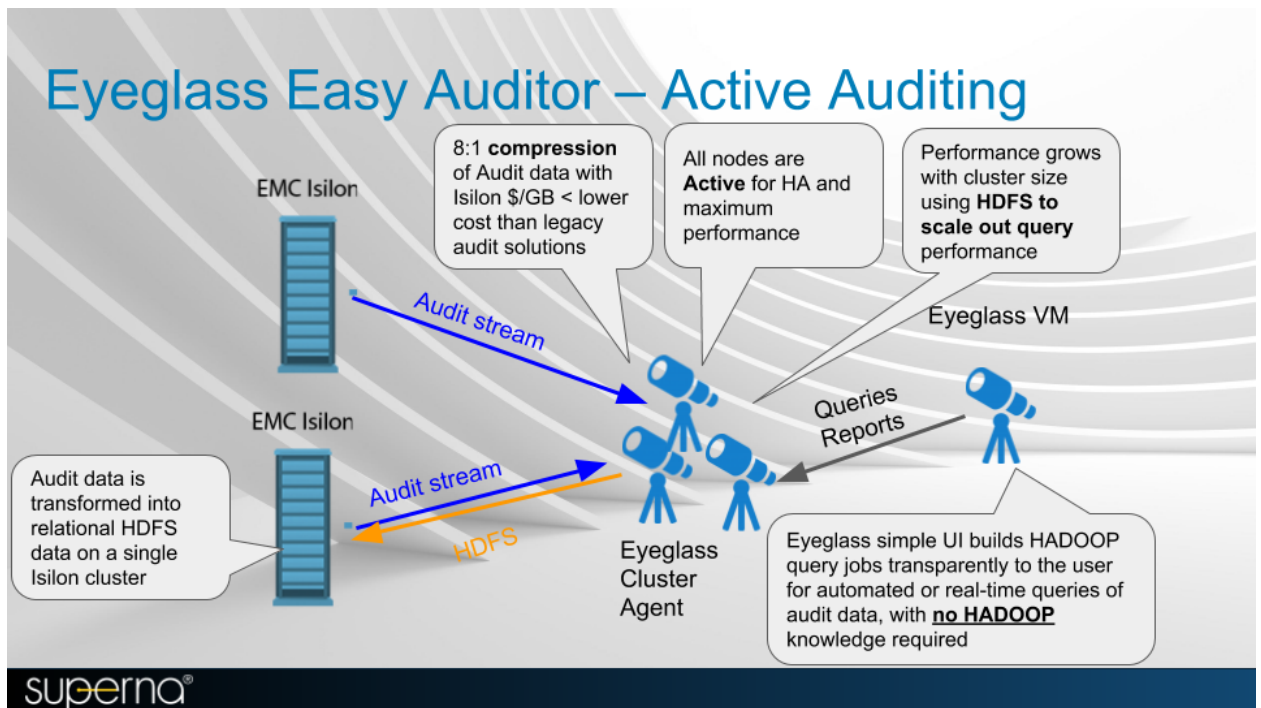 Eyeglass Easy Auditor – Active Auditing
8:1 compression
of Audit data with
Isilon $/GB < lower
cost than legacy
audit solutions
All nodes are
Active for HA and
maximum
performance
Performance grows
with cluster size
using HDFS to
scale out query
performance
EMC Isilon
Audit stream
Eyeglass VM
Queries
Reports
EMC Isilon
Audit data is
transformed into
relational HDFS
data on a single
Isilon cluster
Audit stream
HDFS
Eyeglass
Cluster
Agent
Eyeglass simple UI builds HADOOP
query jobs transparently to the user
for automated or real-time queries of
audit data, with no HADOOP
knowledge required
superna®